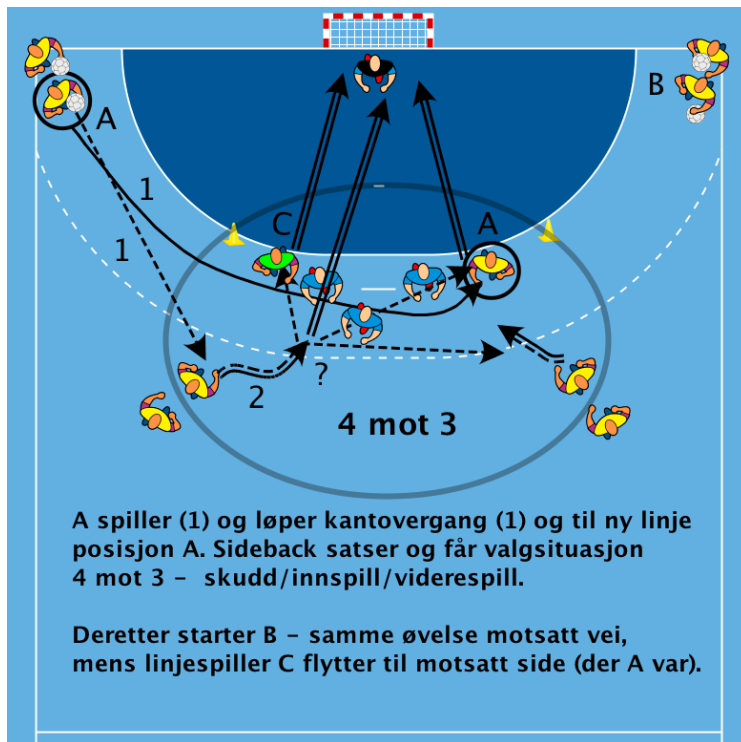 B
A
1
C
A
1
?
2
4 mot 3
A spiller (1) og løper kantovergang (1) og til ny linje
posisjon A. Sideback satser og får valgsituasjon
4 mot 3 – skudd/innspill/viderespill.
Deretter starter B – samme øvelse motsatt vei,
mens linjespiller C flytter til motsatt side (der A var).